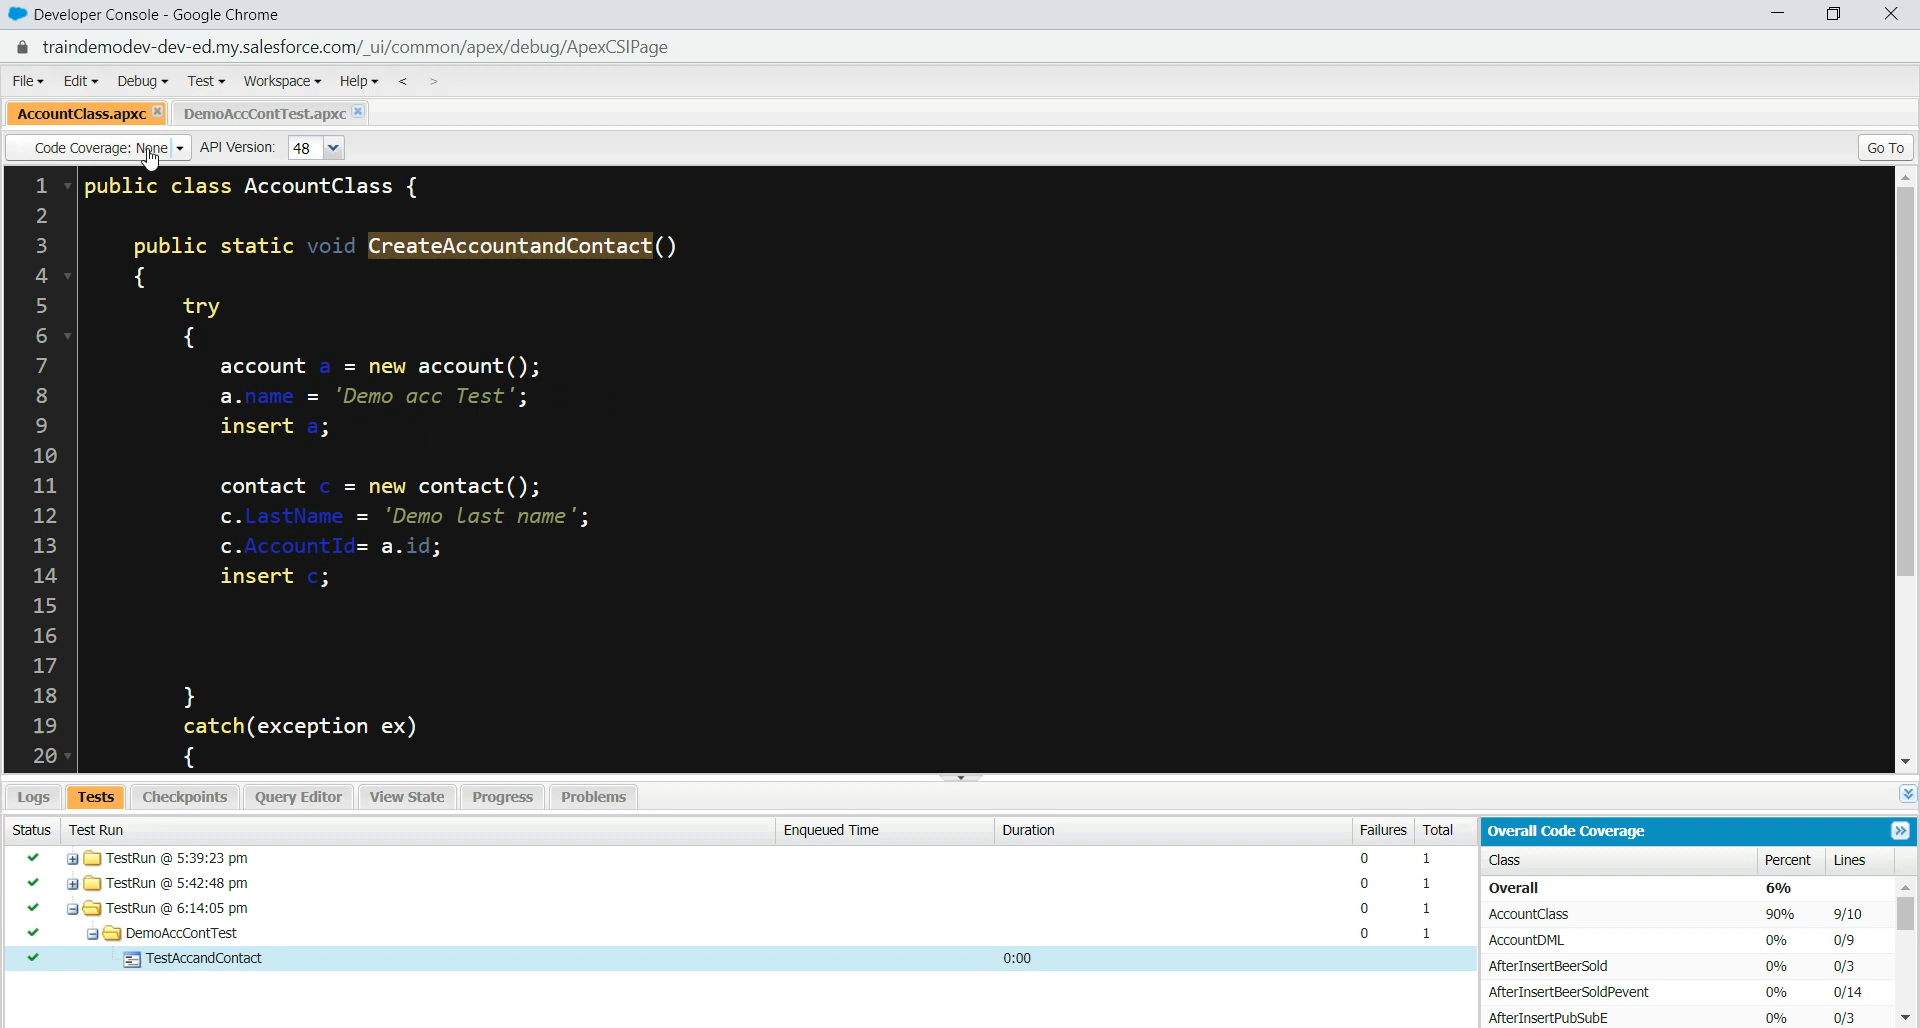 Developer Console - Google Chrome
traindemodev-dev-ed.my.salesforce.com/_ui/common/apex/debug/ApexCSIPage
File Edit Debug Test Workspace Help < >
AccountClass.apxc DemoAccContTest.apxc
Code Coverage: None API Version: 48 Go To
1 public class AccountClass {
2
3 public static void CreateAccountandContact()
4 {
5 try
6 {
7 account a = new account();
8 a.name = 'Demo acc Test';
9 insert a;
10
11 contact c = new contact();
12 c.LastName = 'Demo last name';
13 c.AccountId= a.id;
14 insert c;
15
16
17
18 }
19 catch(exception ex)
20 {
Logs Tests Checkpoints Query Editor View State Progress Problems
Status Test Run Enqueued Time Duration Failures Total
TestRun @ 5:39:23 pm 0 1
TestRun @ 5:42:48 pm 0 1
TestRun @ 6:14:05 pm 0 1
DemoAccContTest 0 1
TestAccandContact 0:00
Overall Code Coverage
Class Percent Lines
Overall 6%
AccountClass 90% 9/10
AccountDML 0% 0/9
AfterInsertBeerSold 0% 0/3
AfterInsertBeerSoldPevent 0% 0/14
AfterInsertPubSubE 0% 0/3